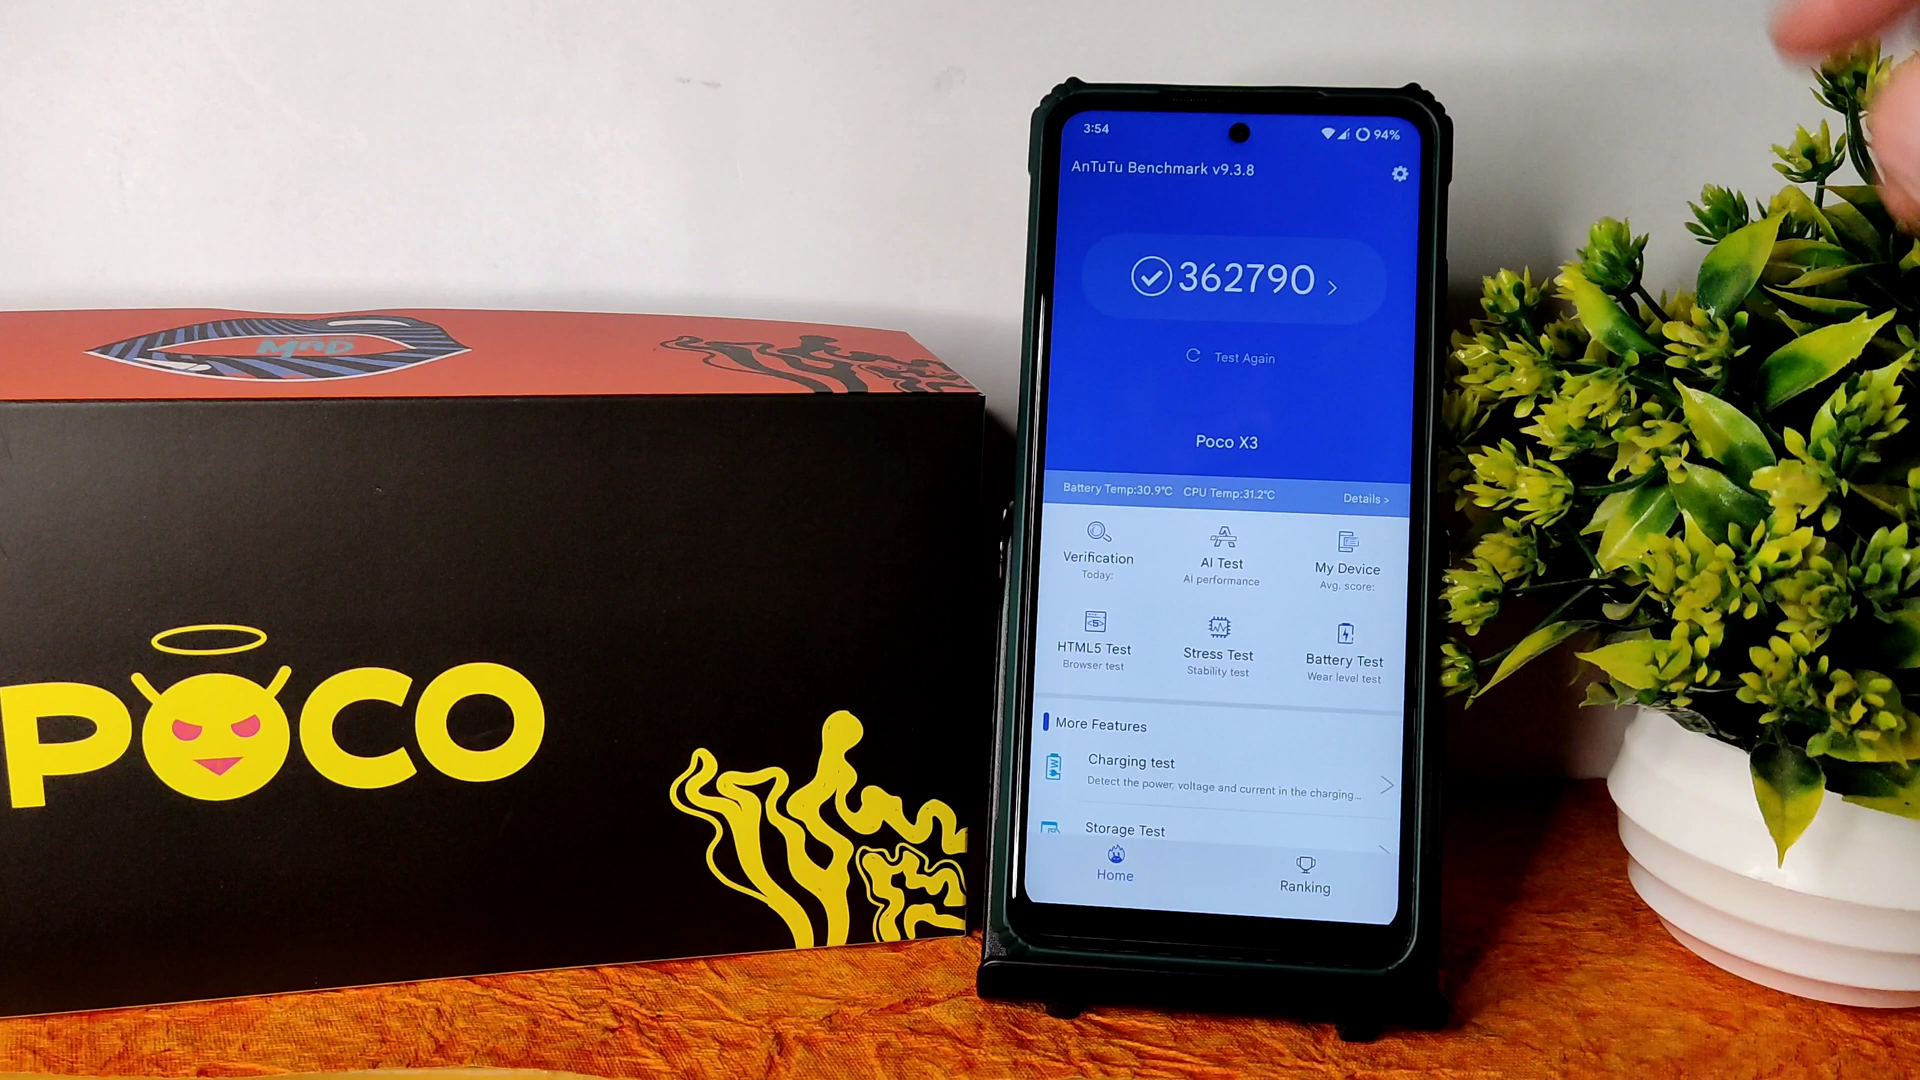 MAD
POCO
3:54
94%
AnTuTu Benchmark v9.3.8
362790 >
Test Again
Poco X3
Battery Temp:30.9°C CPU Temp:31.2°C Details >
Verification
Today:
AI Test
AI performance
My Device
Avg. score:
HTML5 Test
Browser test
Stress Test
Stability test
Battery Test
Wear level test
More Features
Charging test
Detect the power, voltage and current in the charging...
Storage Test
Home
Ranking